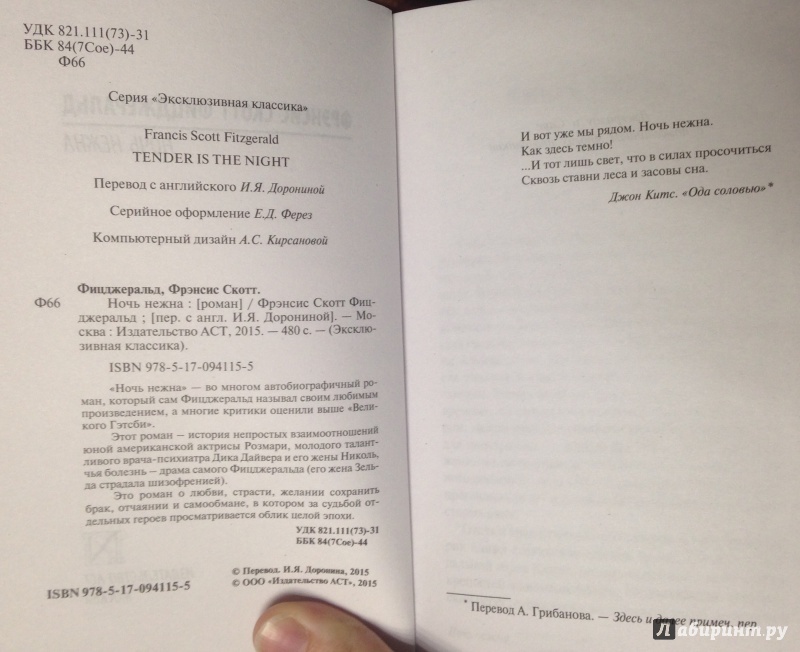 УДК 821.111(73)-31
ББК 84(7Сое)-44
Ф66
Серия «Эксклюзивная классика»
Francis Scott Fitzgerald
TENDER IS THE NIGHT
Перевод с английского И.Я. Дорониной
Серийное оформление Е.Д. Ферез
Компьютерный дизайн А.С. Кирсановой
Фицджеральд, Фрэнсис Скотт.
Ф66 Ночь нежна : [роман] / Фрэнсис Скотт Фиц-
джеральд ; [пер. с англ. И.Я. Дорониной]. — Мо-
сква : Издательство АСТ, 2015. — 480 с. — (Эксклю-
зивная классика).
ISBN 978-5-17-094115-5
«Ночь нежна» — во многом автобиографичный ро-
ман, который сам Фицджеральд называл своим любимым
произведением, а многие критики оценили выше «Вели-
кого Гэтсби».
Этот роман — история непростых взаимоотношений
юной американской актрисы Розмари, молодого талант-
ливого врача-психиатра Дика Дайвера и его жены Николь,
чья болезнь — драма самого Фицджеральда (его жена Зель-
да страдала шизофренией).
Это роман о любви, страсти, желании сохранить
брак, отчаянии и самообмане, в котором за судьбой от-
дельных героев просматривается облик целой эпохи.
УДК 821.111(73)-31
ББК 84(7Сое)-44
© Перевод. И.Я. Доронина, 2015
© ООО «Издательство АСТ», 2015
ISBN 978-5-17-094115-5
И вот уже мы рядом. Ночь нежна.
Как здесь темно!
...И тот лишь свет, что в силах просочиться
Сквозь ставни леса и засовы сна.
Джон Китс. «Ода соловью»*
* Перевод А. Грибанова. — Здесь и далее примеч. пер.
Лабиринт.ру